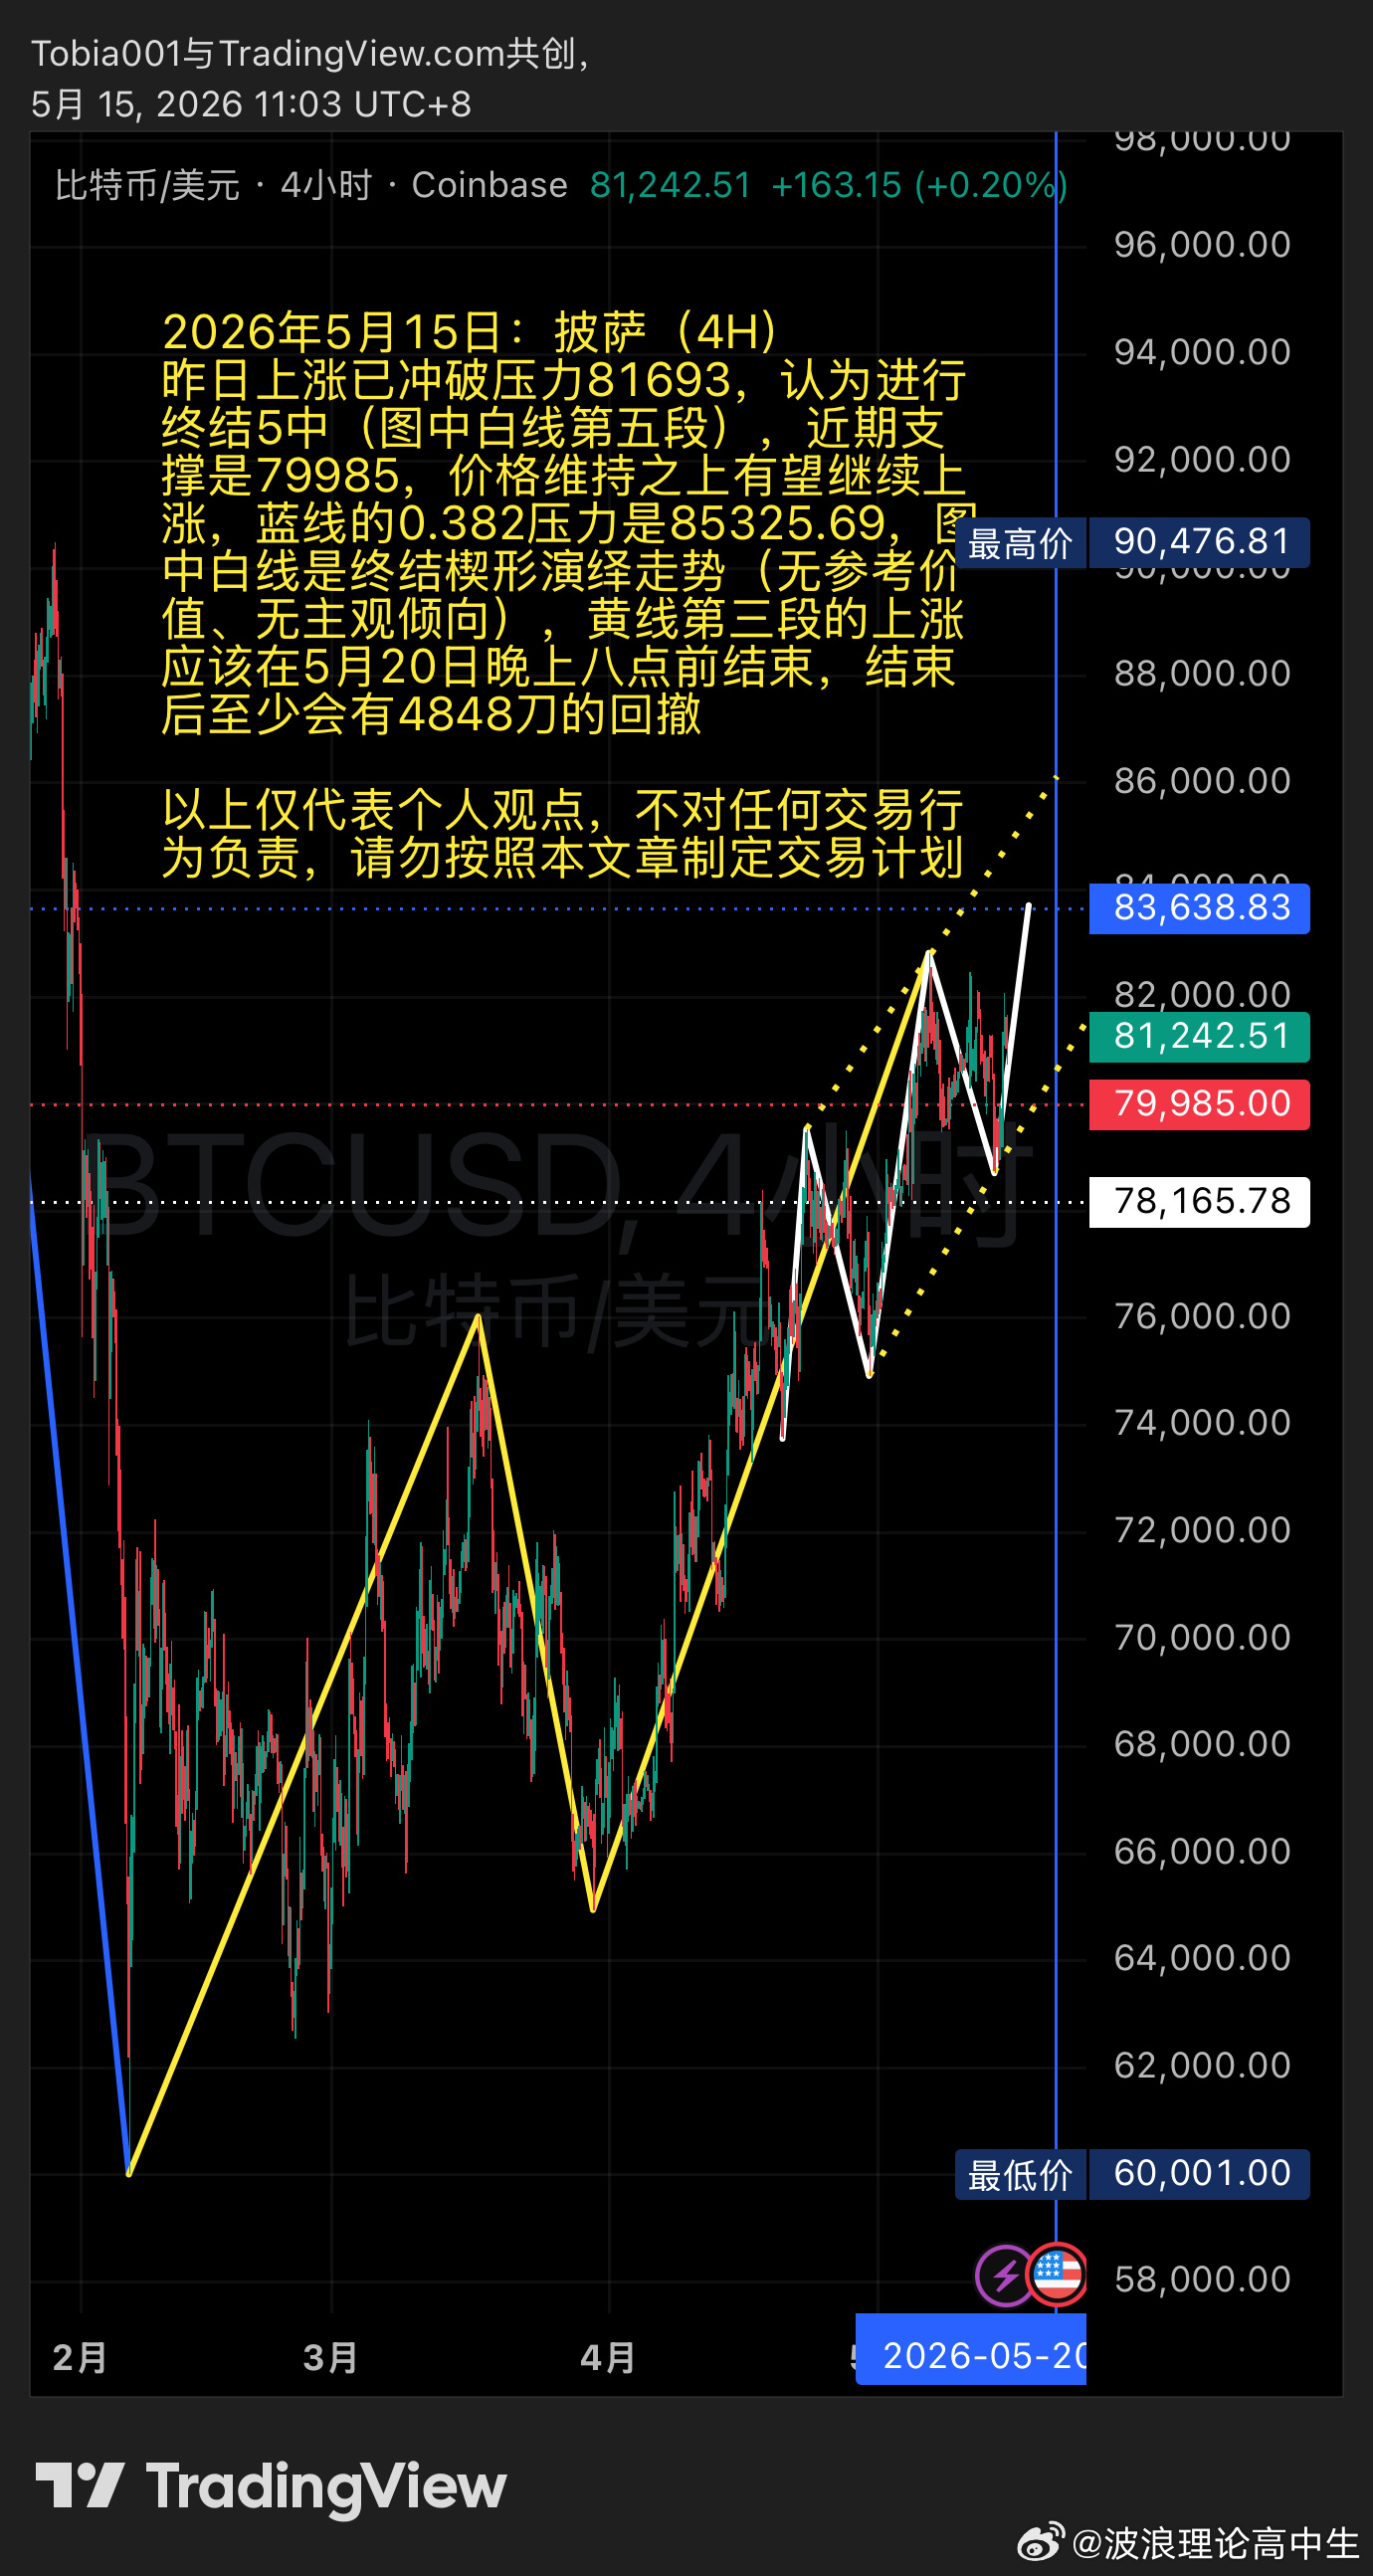 Tobia001与TradingView.com共创，
5月 15, 2026 11:03 UTC+8
98,000.00
比特币/美元 · 4小时 · Coinbase 81,242.51 +163.15 (+0.20%)
96,000.00
94,000.00
2026年5月15日：披萨（4H）
昨日上涨已冲破压力81693，认为进行
终结5中（图中白线第五段），近期支
撑是79985，价格维持之上有望继续上
涨，蓝线的0.382压力是85325.69，图
中白线是终结楔形演绎走势（无参考价
值、无主观倾向），黄线第三段的上涨
应该在5月20日晚上八点前结束，结束
后至少会有4848刀的回撤
以上仅代表个人观点，不对任何交易行
为负责，请勿按照本文章制定交易计划
92,000.00
最高价 90,476.81
90,000.00
88,000.00
86,000.00
84,000.00
83,638.83
82,000.00
81,242.51
79,985.00
78,165.78
BTCUSD, 4小时
比特币/美元
76,000.00
74,000.00
72,000.00
70,000.00
68,000.00
66,000.00
64,000.00
62,000.00
最低价 60,001.00
58,000.00
2月 3月 4月 2026-05-20
TradingView
@波浪理论高中生